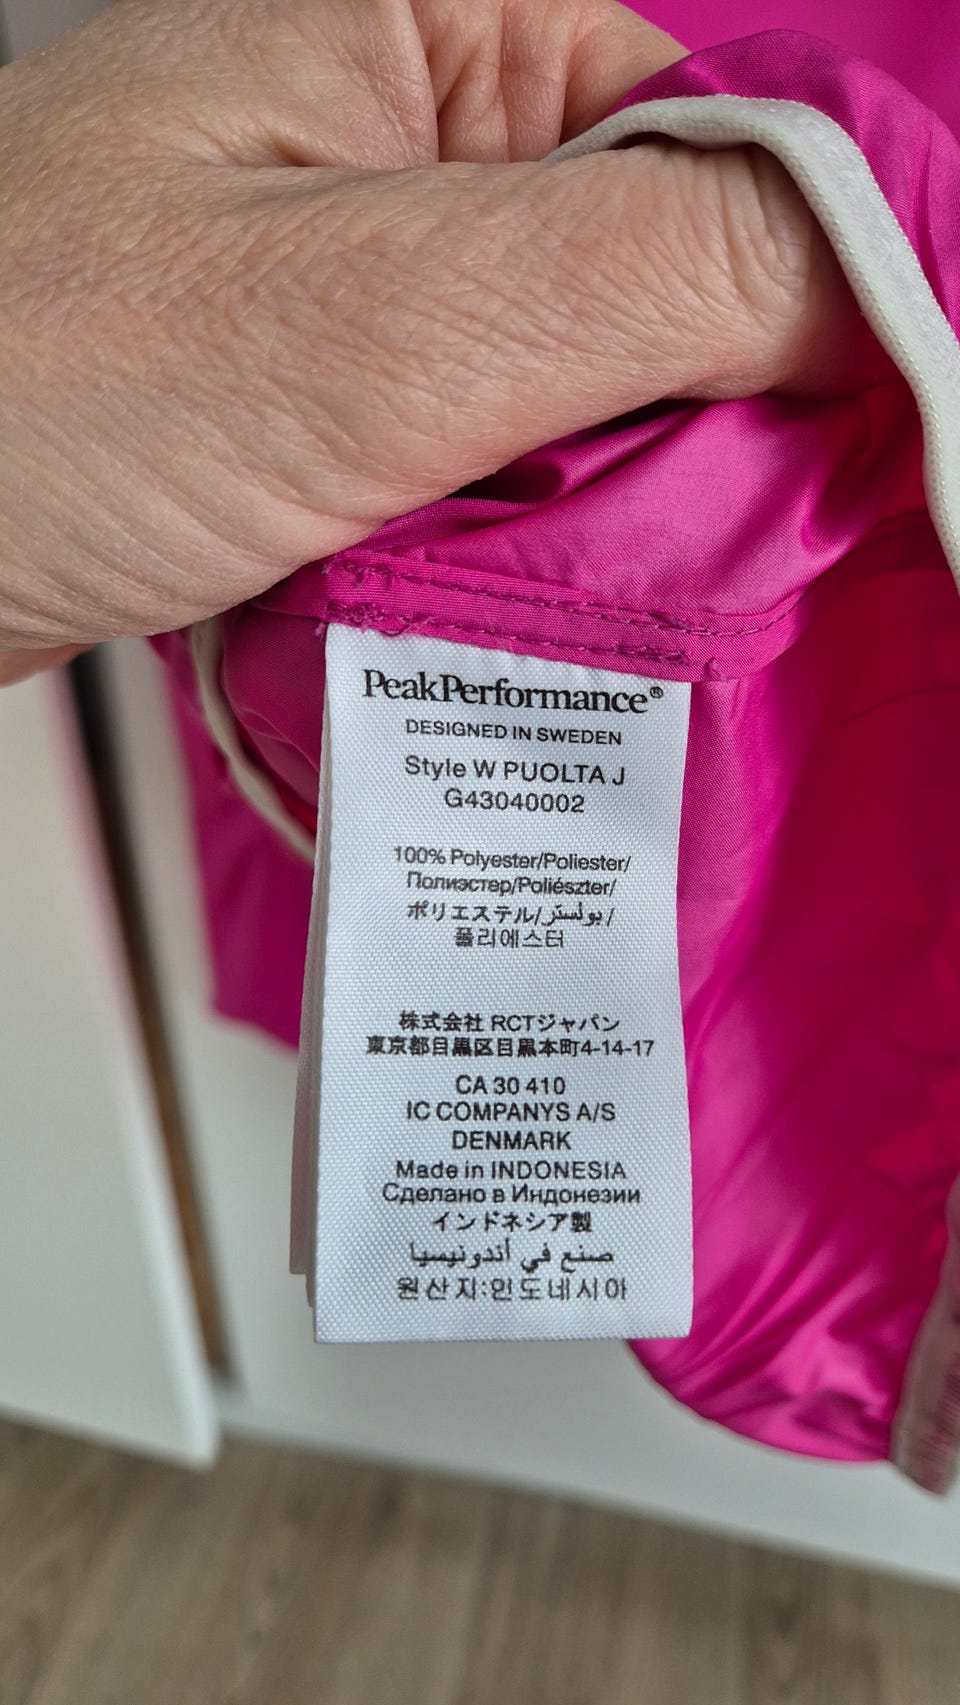 PeakPerformance®
DESIGNED IN SWEDEN
Style W PUOLTA J
G43040002
100% Polyester/Poliester/
Полиэстер/Poliészter/
ポリエステル/بولستر/
폴리에스터
株式会社 RCTジャパン
東京都目黒区目黒本町4-14-17
CA 30 410
IC COMPANYS A/S
DENMARK
Made in INDONESIA
Сделано в Индонезии
インドネシア製
صنع في أندونيسيا
원산지:인도네시아